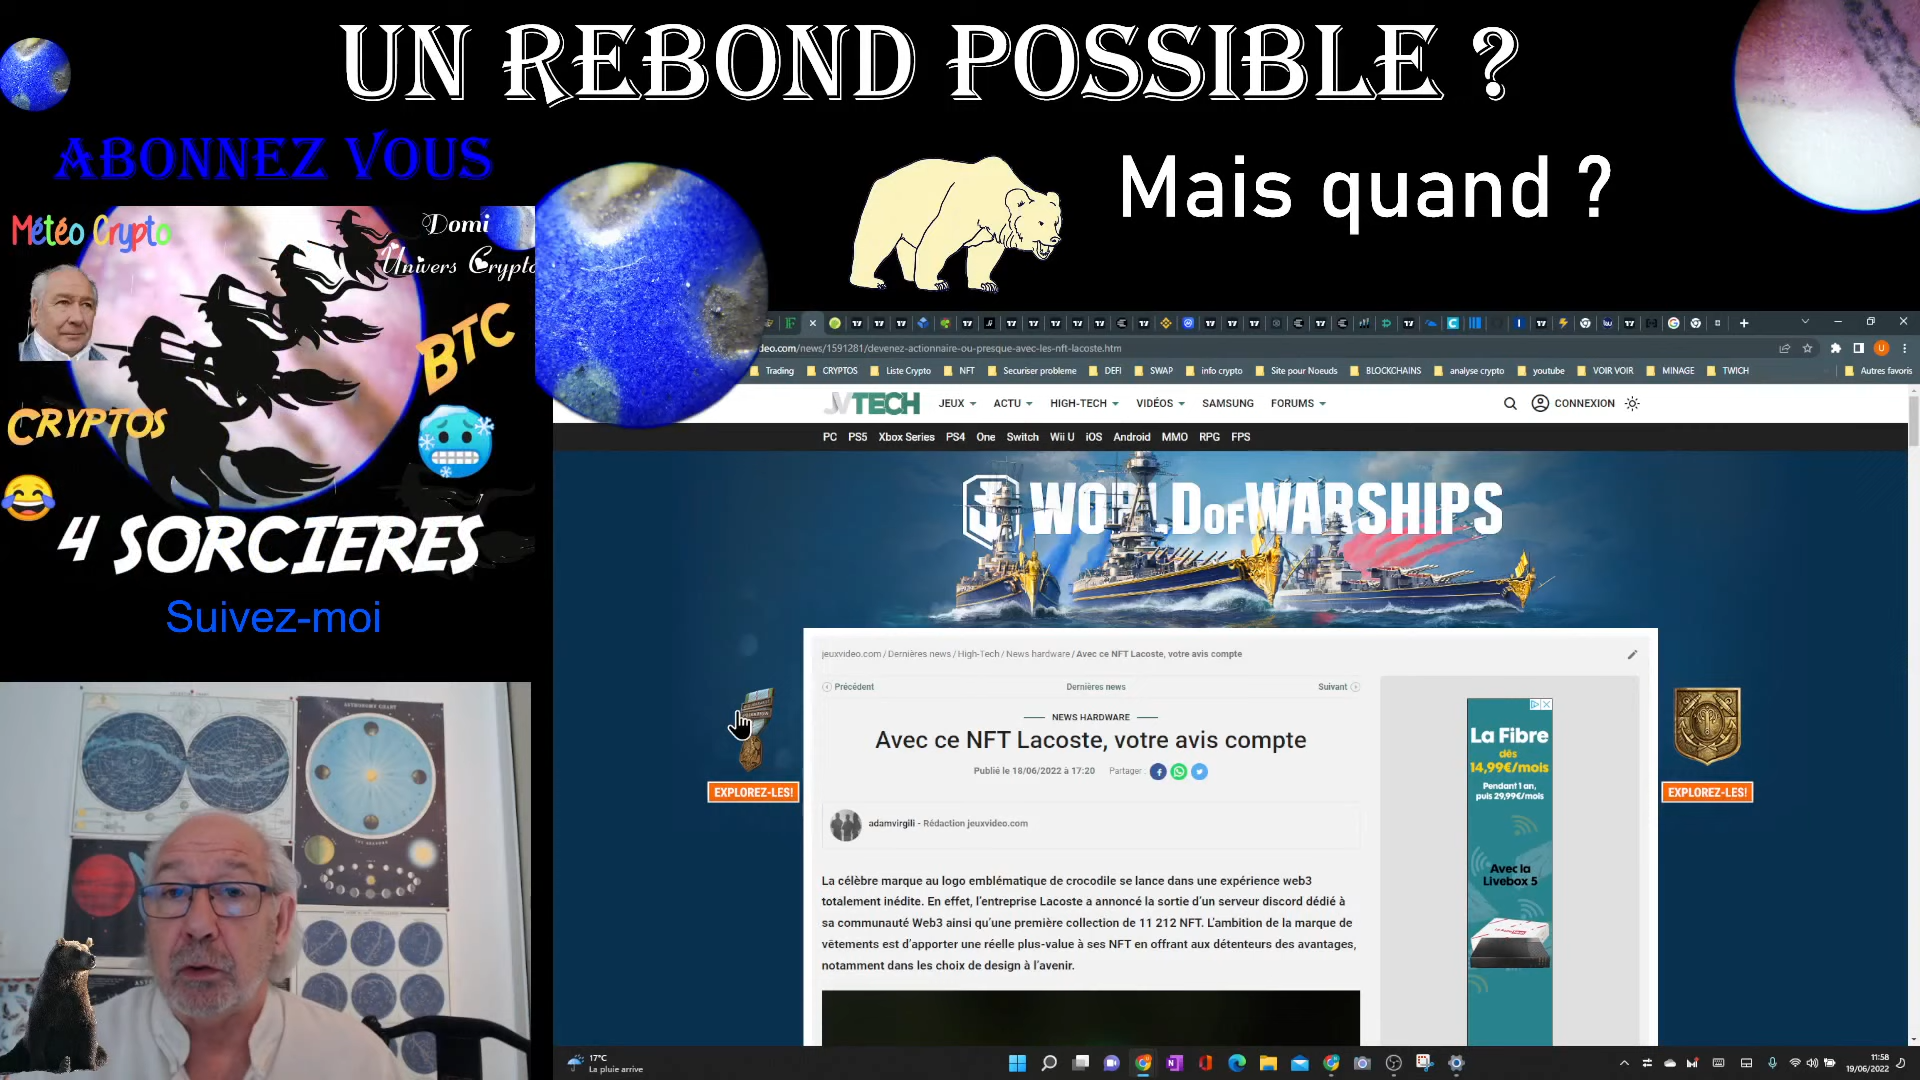 UN REBOND POSSIBLE ?
ABONNEZ VOUS
Mais quand ?
Météo Crypto
Domi
Univers Crypto
BTC
CRYPTOS
4 SORCIERES
Suivez-moi
deo.com/news/1591281/devenez-actionnaire-ou-presque-avec-les-nft-lacoste.htm
Trading CRYPTOS Liste Crypto NFT Securiser probleme DEFI SWAP info crypto Site pour Noeuds BLOCKCHAINS analyse crypto youtube VOIR VOIR MINAGE TWICH Autres favoris
JVTECH JEUX ACTU HIGH-TECH VIDÉOS SAMSUNG FORUMS CONNEXION
PC PS5 Xbox Series PS4 One Switch Wii U iOS Android MMO RPG FPS
WORLD OF WARSHIPS
jeuxvideo.com / Dernières news / High-Tech / News hardware / Avec ce NFT Lacoste, votre avis compte
Précédent Dernières news Suivant
NEWS HARDWARE
Avec ce NFT Lacoste, votre avis compte
Publié le 18/06/2022 à 17:20 Partager :
adamvirgili - Rédaction jeuxvideo.com
La célèbre marque au logo emblématique de crocodile se lance dans une expérience web3
totalement inédite. En effet, l'entreprise Lacoste a annoncé la sortie d'un serveur discord dédié à
sa communauté Web3 ainsi qu'une première collection de 11 212 NFT. L'ambition de la marque de
vêtements est d'apporter une réelle plus-value à ses NFT en offrant aux détenteurs des avantages,
notamment dans les choix de design à l'avenir.
EXPLOREZ-LES!
EXPLOREZ-LES!
La Fibre
dès
14,99€/mois
Pendant 1 an,
puis 29,99€/mois
Avec la
Livebox 5
ASTRONOMIE CHART
17°C
La pluie arrive
11:58
19/06/2022